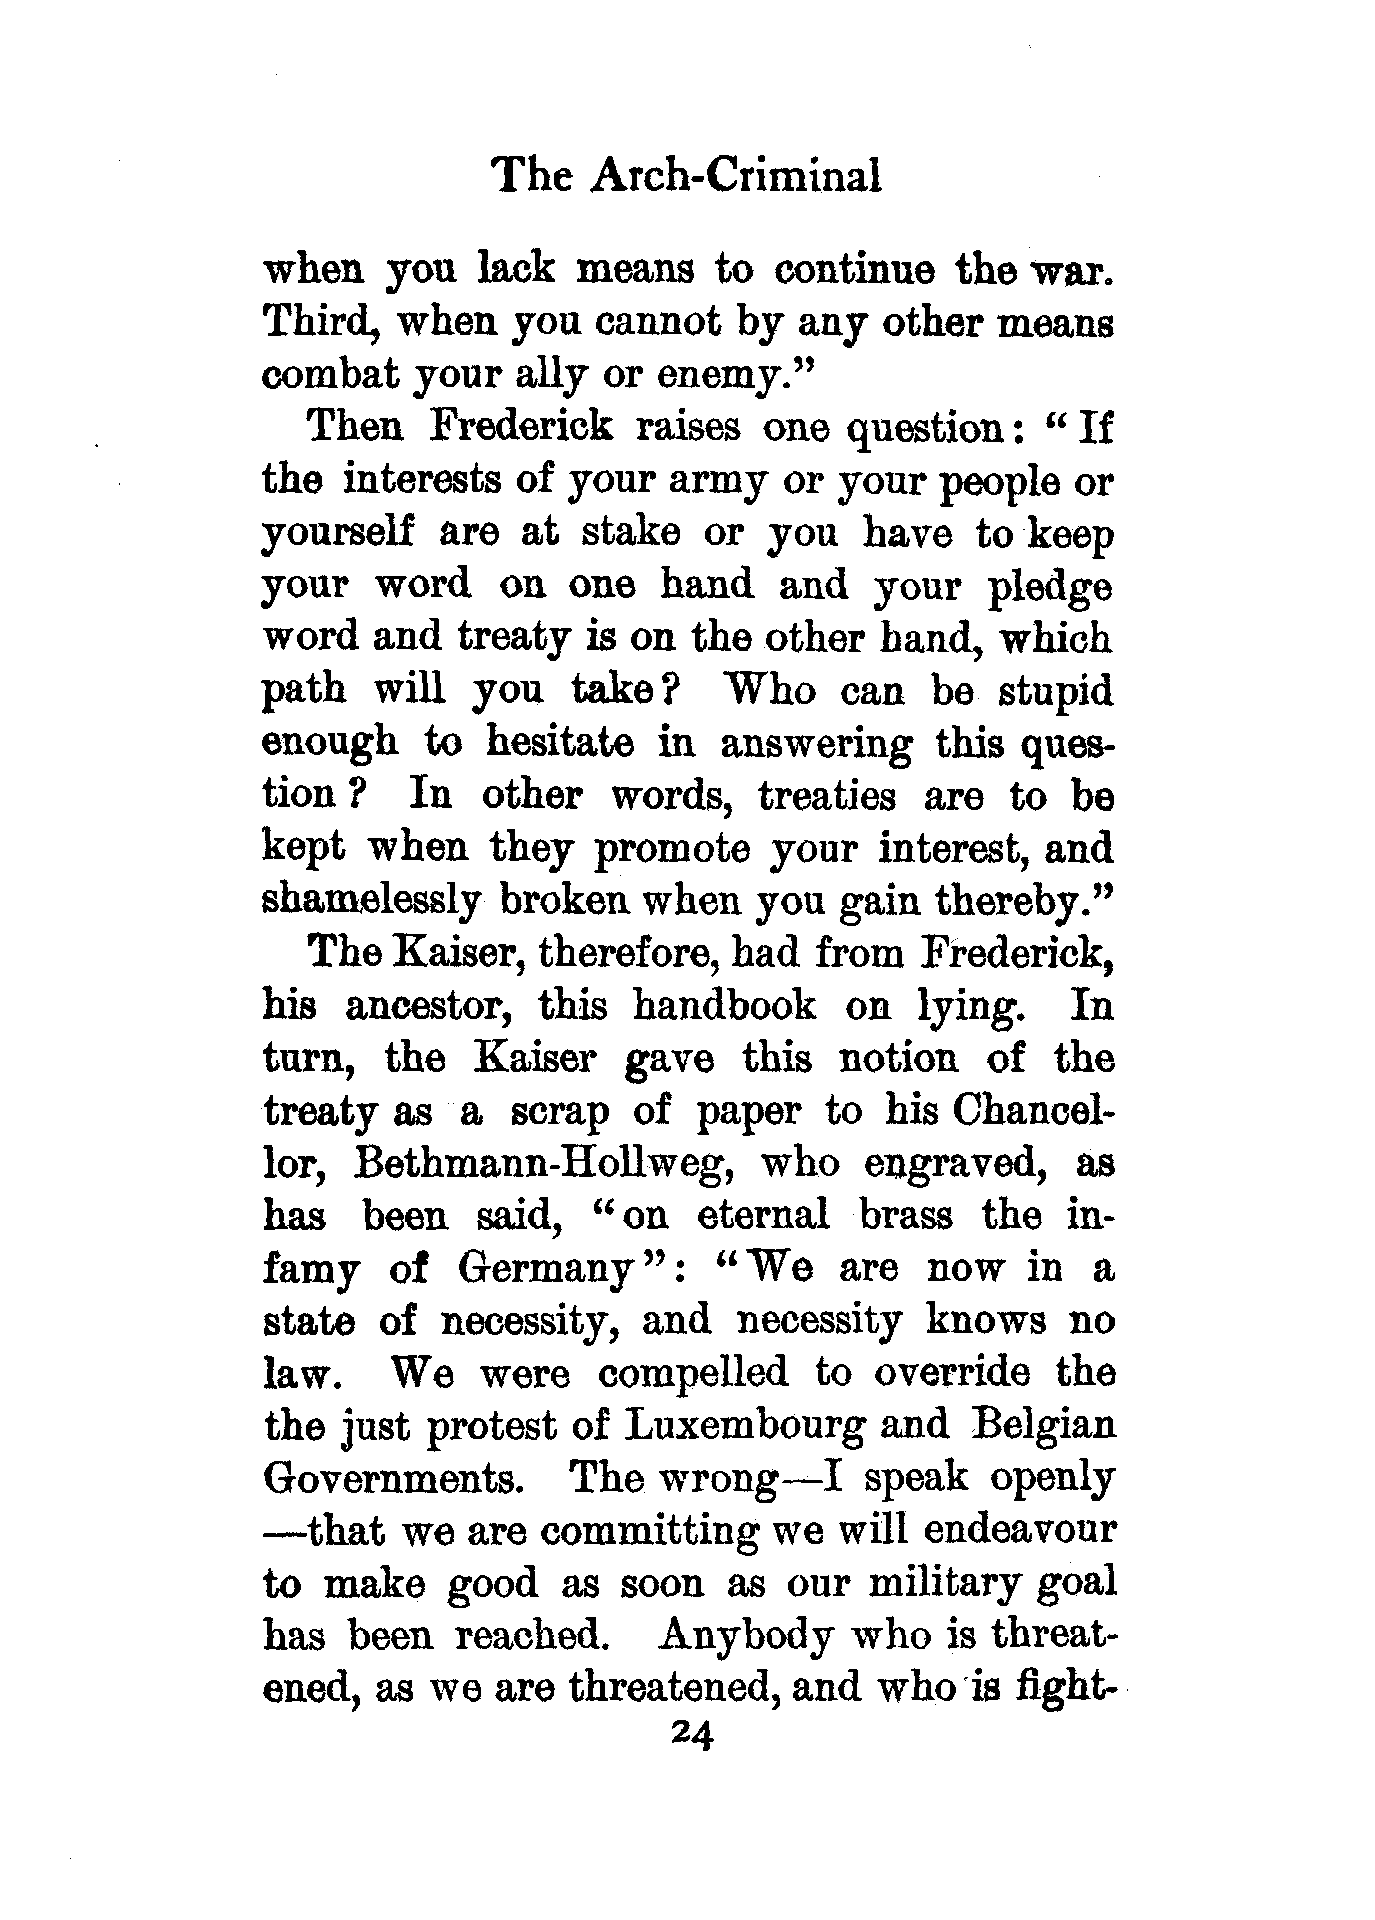 The Arch-Criminal
when you lack means to continue the war.
Third, when you cannot by any other means
combat your ally or enemy."
Then Frederick raises one question: "If
the interests of your army or your people or
yourself are at stake or you have to keep
your word on one hand and your pledge
word and treaty is on the other hand, which
path will you take? Who can be stupid
enough to hesitate in answering this ques-
tion? In other words, treaties are to be
kept when they promote your interest, and
shamelessly broken when you gain thereby."
The Kaiser, therefore, had from Frederick,
his ancestor, this handbook on lying. In
turn, the Kaiser gave this notion of the
treaty as a scrap of paper to his Chancel-
lor, Bethmann-Hollweg, who engraved, as
has been said, "on eternal brass the in-
famy of Germany": "We are now in a
state of necessity, and necessity knows no
law. We were compelled to override the
the just protest of Luxembourg and Belgian
Governments. The wrong—I speak openly
—that we are committing we will endeavour
to make good as soon as our military goal
has been reached. Anybody who is threat-
ened, as we are threatened, and who is fight-
24